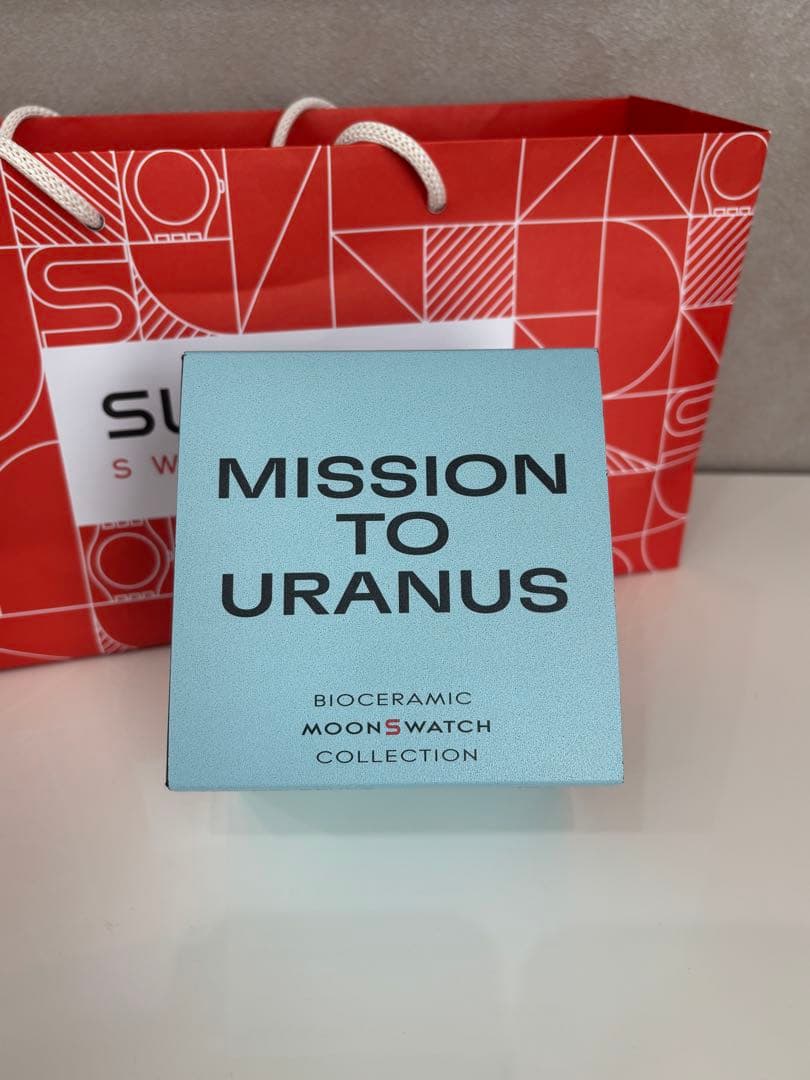 MISSION
TO
URANUS
BIOCERAMIC
MOONSWATCH
COLLECTION